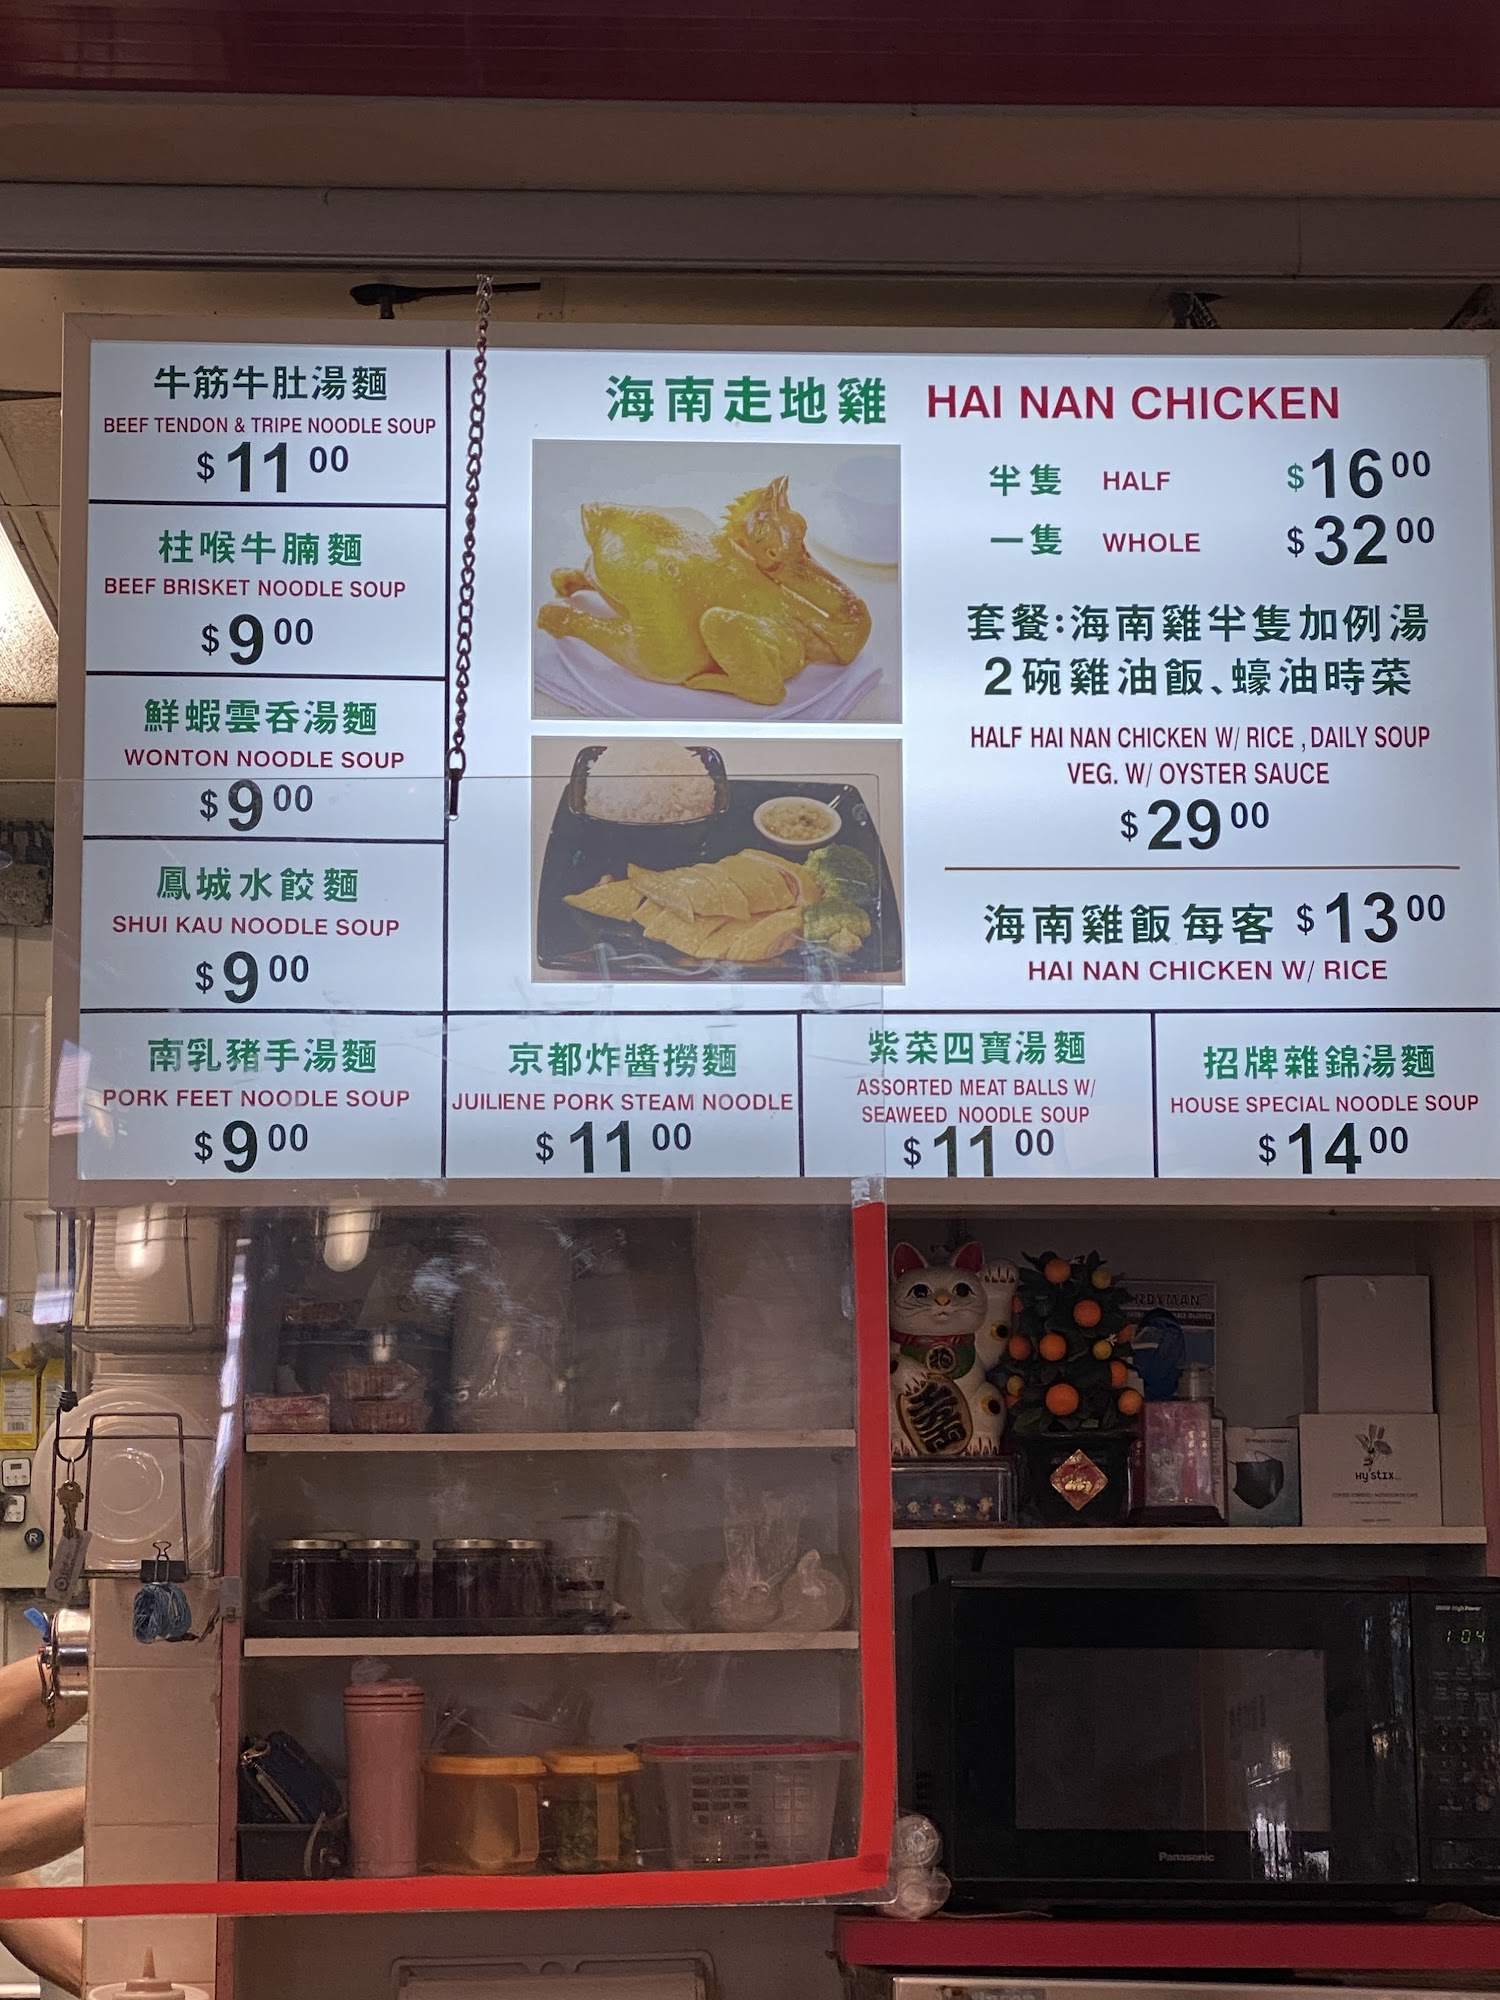 牛筋牛肚湯麵
BEEF TENDON & TRIPE NOODLE SOUP
$11 00
柱喉牛腩麵
BEEF BRISKET NOODLE SOUP
$9 00
鮮蝦雲吞湯麵
WONTON NOODLE SOUP
$9 00
鳳城水餃麵
SHUI KAU NOODLE SOUP
$9 00
南乳豬手湯麵
PORK FEET NOODLE SOUP
$9 00
海南走地雞 HAI NAN CHICKEN
半隻 HALF $16 00
一隻 WHOLE $32 00
套餐:海南雞半隻加例湯
2碗雞油飯、蠔油時菜
HALF HAI NAN CHICKEN W/ RICE , DAILY SOUP
VEG. W/ OYSTER SAUCE
$29 00
海南雞飯每客 $13 00
HAI NAN CHICKEN W/ RICE
京都炸醬撈麵
JUILIENE PORK STEAM NOODLE
$11 00
紫菜四寶湯麵
ASSORTED MEAT BALLS W/
SEAWEED NOODLE SOUP
$11 00
招牌雜錦湯麵
HOUSE SPECIAL NOODLE SOUP
$14 00
NDYMAN
Hy'stix
1:04
Panasonic